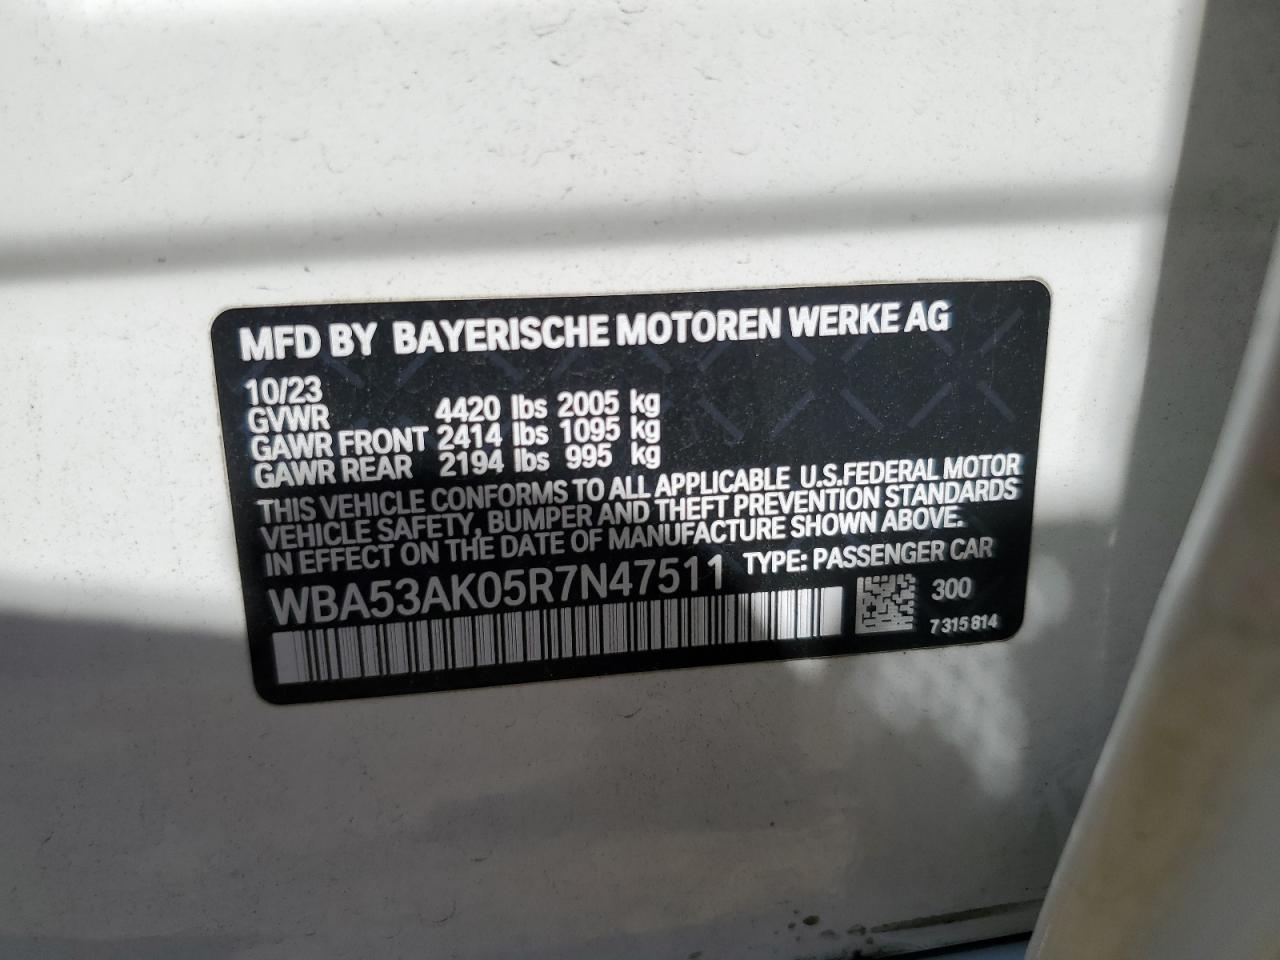 MFD BY BAYERISCHE MOTOREN WERKE AG
10/23
GVWR 4420 lbs 2005 kg
GAWR FRONT 2414 lbs 1095 kg
GAWR REAR 2194 lbs 995 kg
THIS VEHICLE CONFORMS TO ALL APPLICABLE U.S.FEDERAL MOTOR
VEHICLE SAFETY, BUMPER AND THEFT PREVENTION STANDARDS
IN EFFECT ON THE DATE OF MANUFACTURE SHOWN ABOVE.
WBA53AK05R7N47511 TYPE: PASSENGER CAR
300
7 315 814